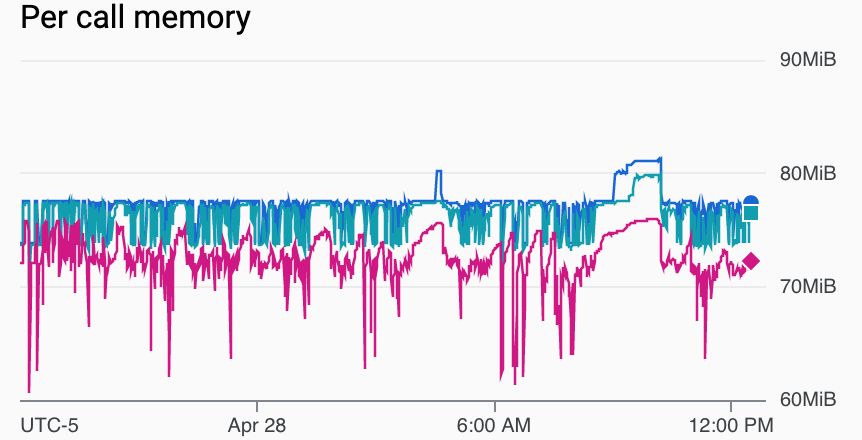 Per call memory
90MiB
80MiB
70MiB
60MiB
UTC-5 Apr 28 6:00 AM 12:00 PM